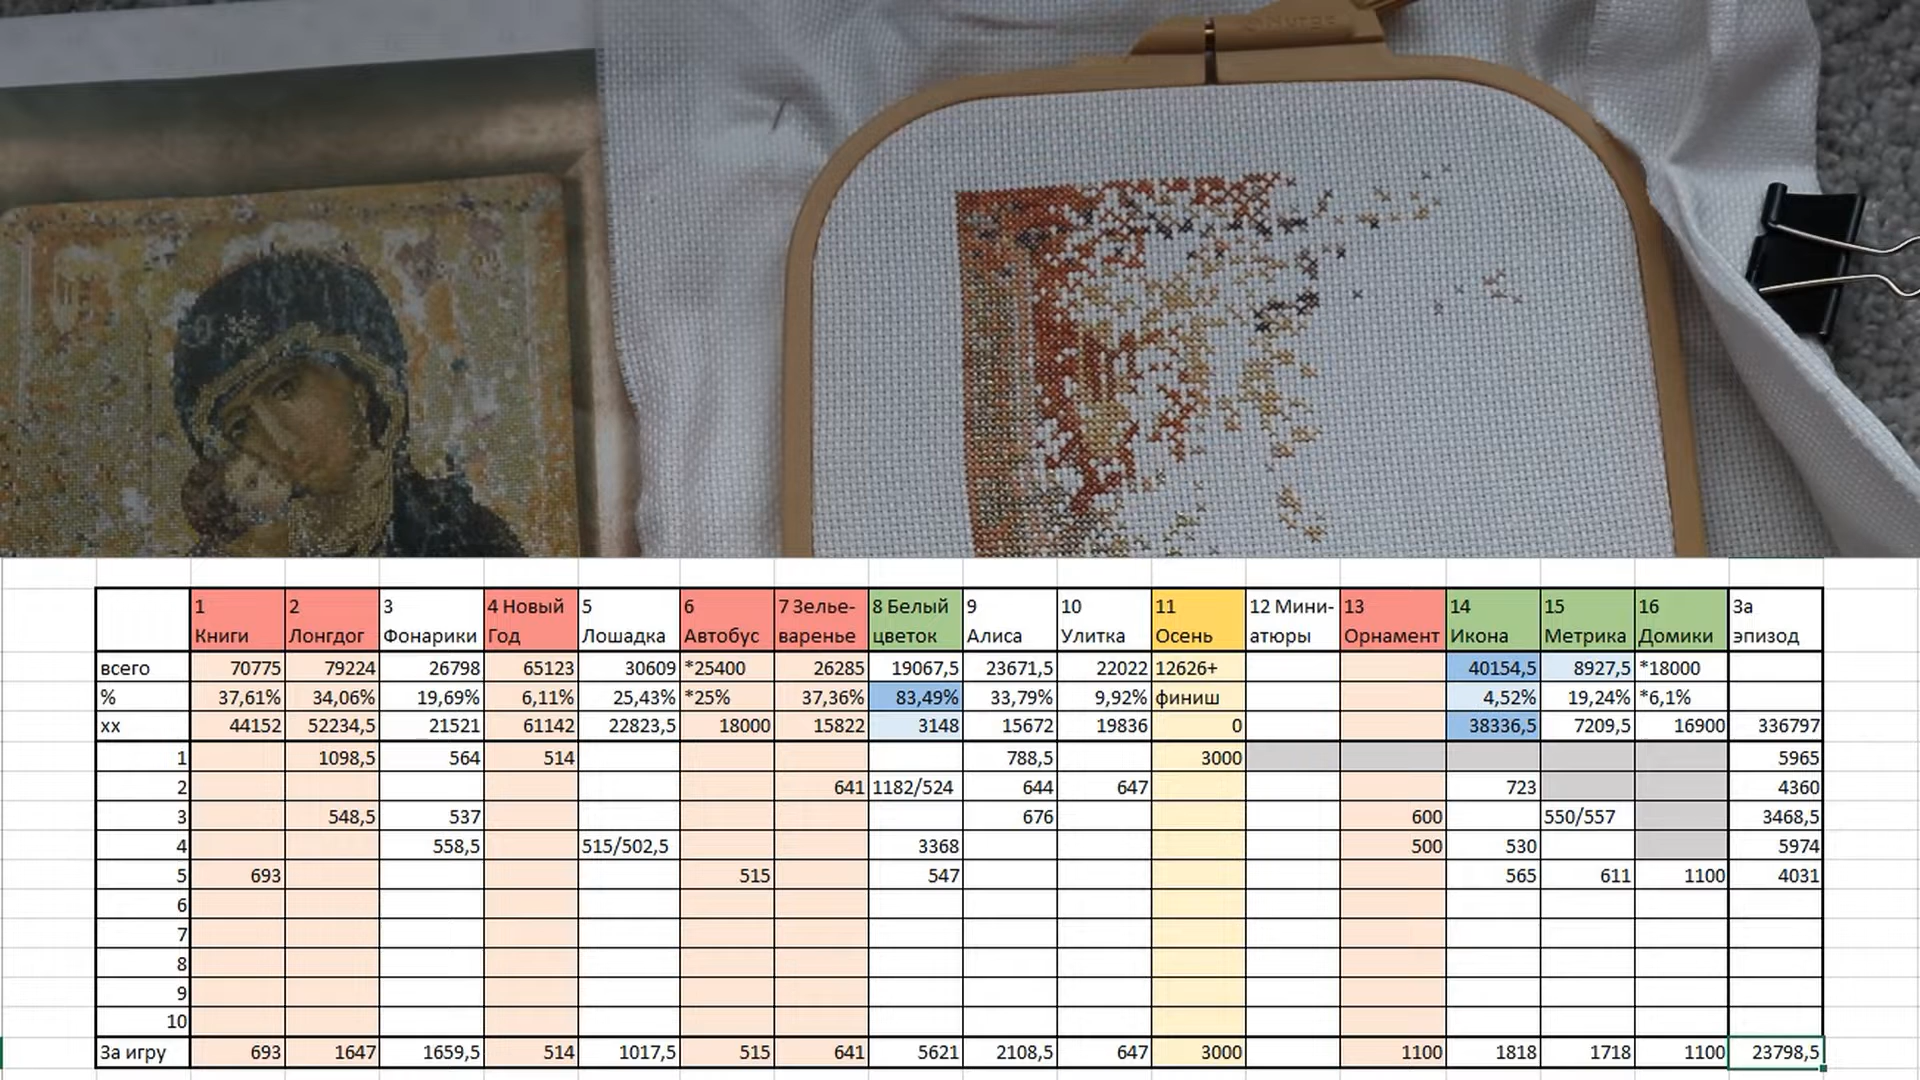 1 Книги 2 Лонгдог 3 Фонарики 4 Новый Год 5 Лошадка 6 Автобус 7 Зелье-варенье 8 Белый цветок 9 Алиса 10 Улитка 11 Осень 12 Мини-атюры 13 Орнамент 14 Икона 15 Метрика 16 Домики За эпизод
всего 70775 79224 26798 65123 30609 *25400 26285 19067,5 23671,5 22022 12626+ 40154,5 8927,5 *18000
% 37,61% 34,06% 19,69% 6,11% 25,43% *25% 37,36% 83,49% 33,79% 9,92% финиш 4,52% 19,24% *6,1%
хх 44152 52234,5 21521 61142 22823,5 18000 15822 3148 15672 19836 0 38336,5 7209,5 16900 336797
1 1098,5 564 514 788,5 3000 5965
2 641 1182/524 644 647 723 4360
3 548,5 537 676 600 550/557 3468,5
4 558,5 515/502,5 3368 500 530 5974
5 693 515 547 565 611 1100 4031
6
7
8
9
10
За игру 693 1647 1659,5 514 1017,5 515 641 5621 2108,5 647 3000 1100 1818 1718 1100 23798,5